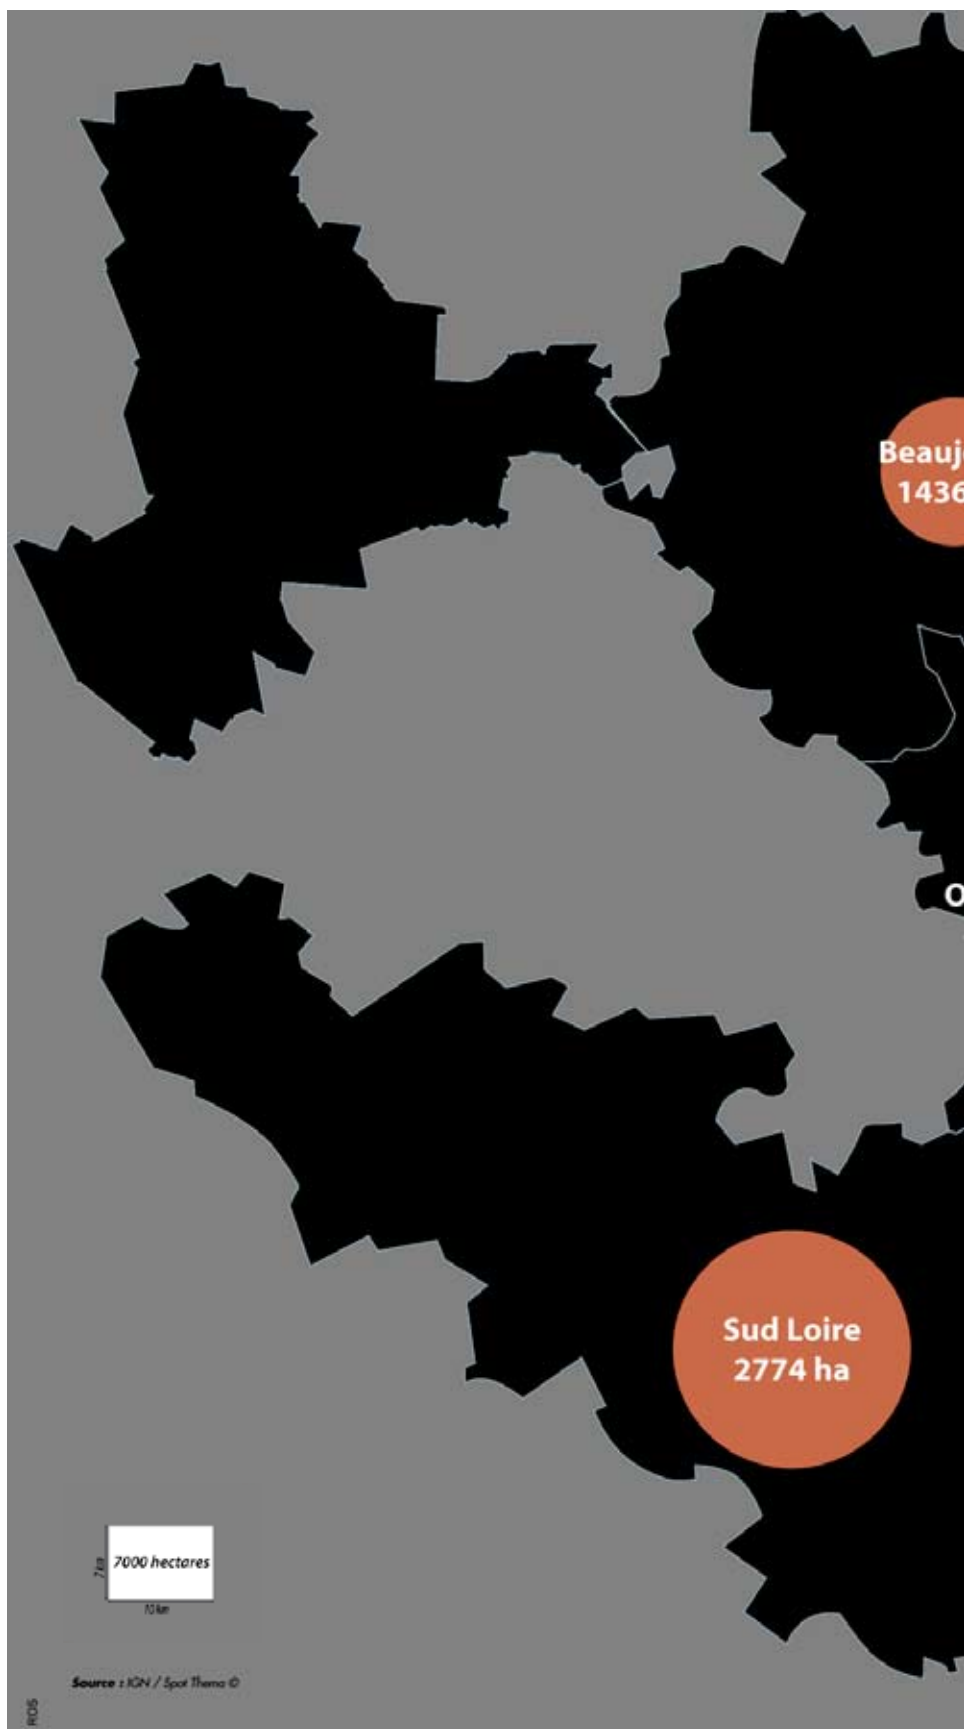 Beauj
1436
O
Sud Loire
2774 ha
7 km
7000 hectares
10 km
Source : IGN / Spot Thema ©
ROS